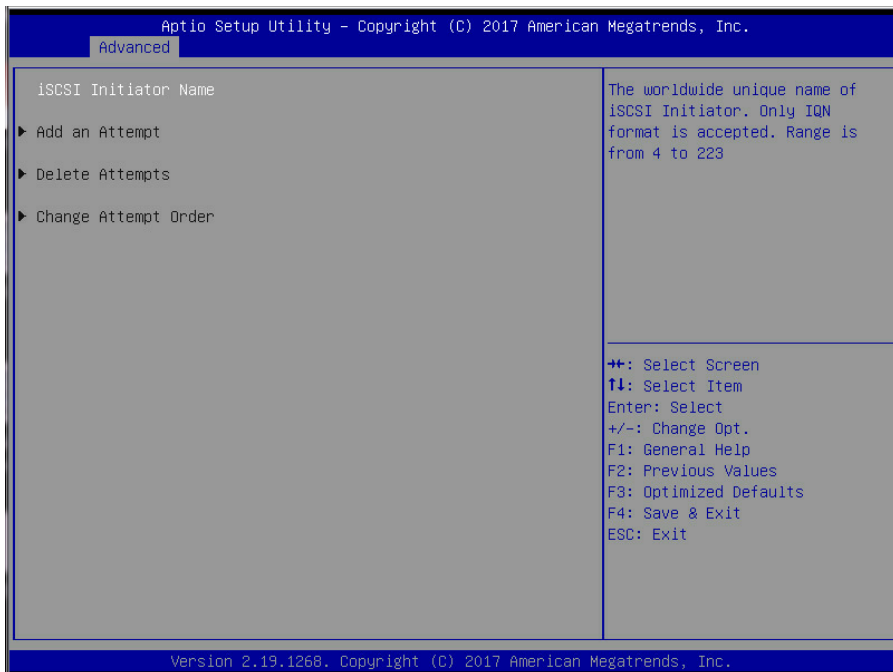 Aptio Setup Utility – Copyright (C) 2017 American Megatrends, Inc.
Advanced
iSCSI Initiator Name
Add an Attempt
Delete Attempts
Change Attempt Order
The worldwide unique name of
iSCSI Initiator. Only IQN
format is accepted. Range is
from 4 to 223
→←: Select Screen
↑↓: Select Item
Enter: Select
+/-: Change Opt.
F1: General Help
F2: Previous Values
F3: Optimized Defaults
F4: Save & Exit
ESC: Exit
Version 2.19.1268. Copyright (C) 2017 American Megatrends, Inc.